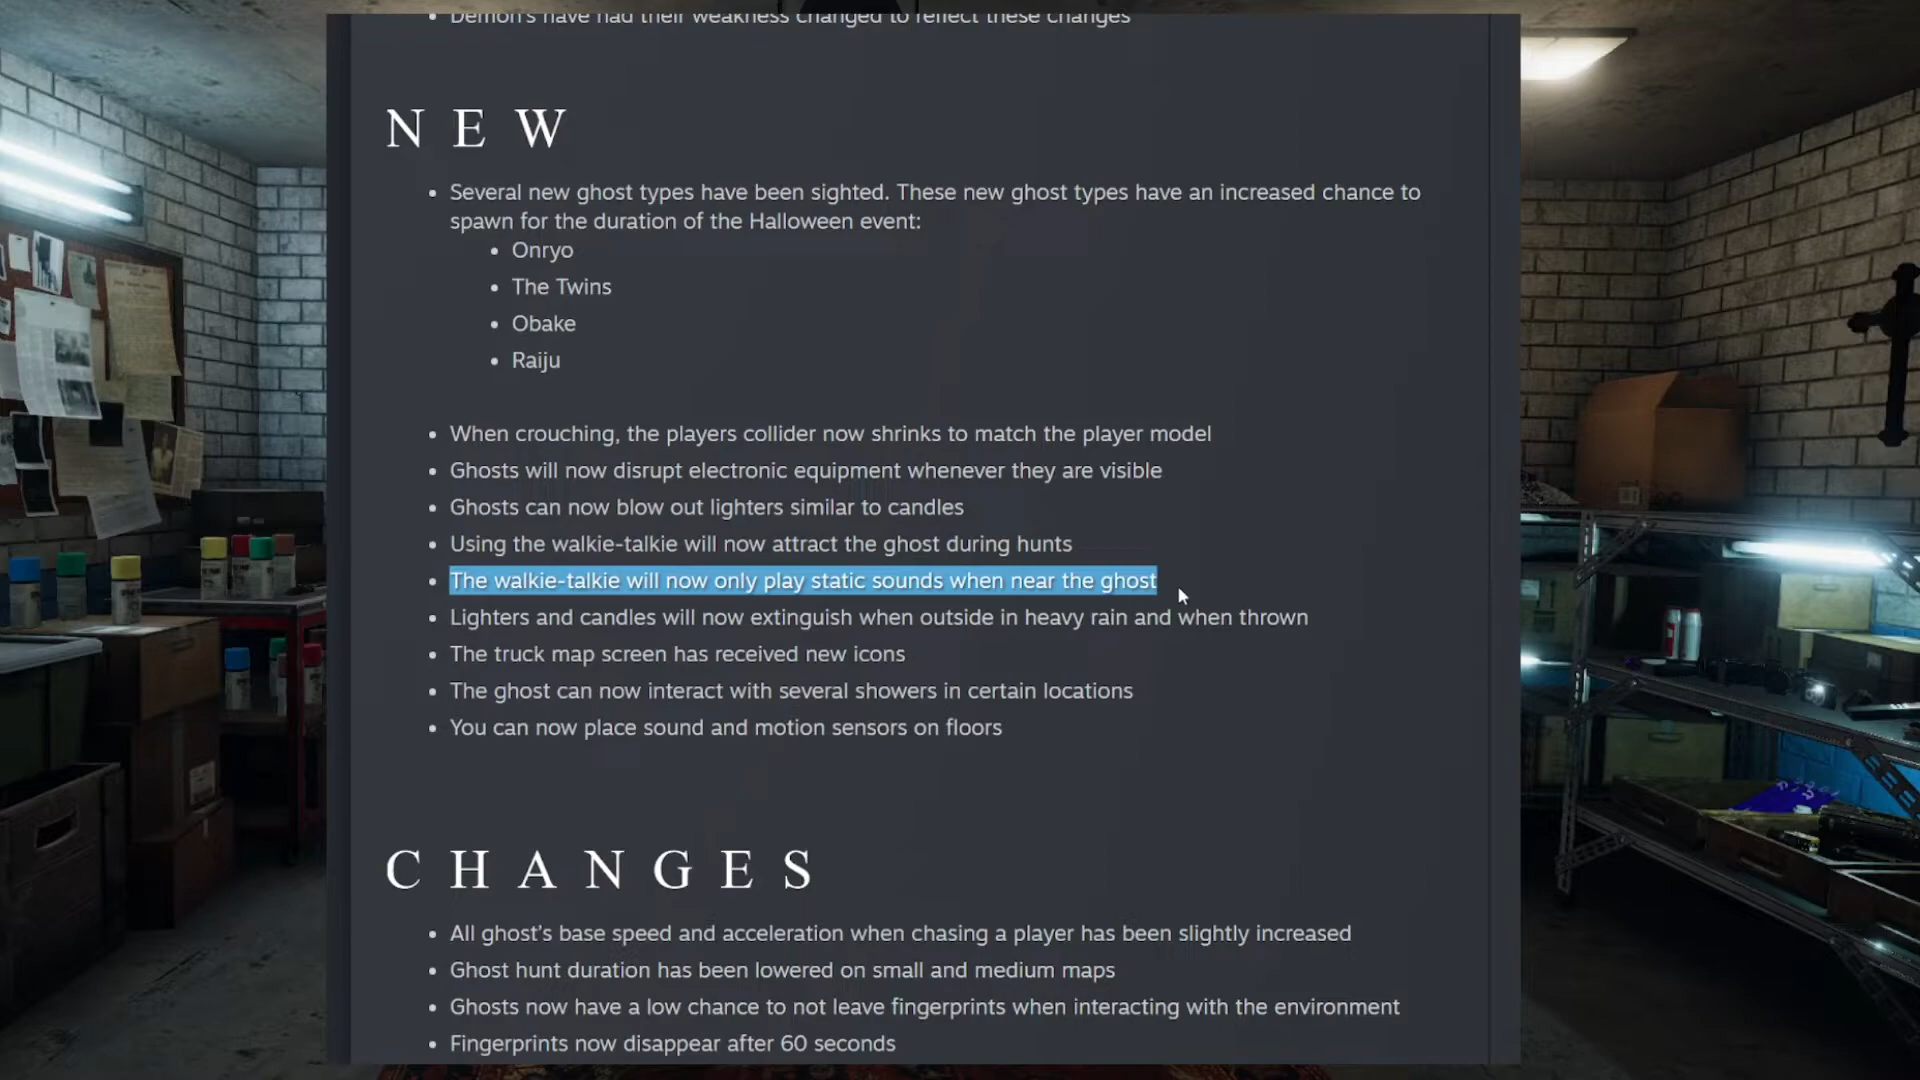 Demon's have had their weakness changed to reflect these changes
N E W
Several new ghost types have been sighted. These new ghost types have an increased chance to
spawn for the duration of the Halloween event:
Onryo
The Twins
Obake
Raiju
When crouching, the players collider now shrinks to match the player model
Ghosts will now disrupt electronic equipment whenever they are visible
Ghosts can now blow out lighters similar to candles
Using the walkie-talkie will now attract the ghost during hunts
The walkie-talkie will now only play static sounds when near the ghost
Lighters and candles will now extinguish when outside in heavy rain and when thrown
The truck map screen has received new icons
The ghost can now interact with several showers in certain locations
You can now place sound and motion sensors on floors
C H A N G E S
All ghost’s base speed and acceleration when chasing a player has been slightly increased
Ghost hunt duration has been lowered on small and medium maps
Ghosts now have a low chance to not leave fingerprints when interacting with the environment
Fingerprints now disappear after 60 seconds